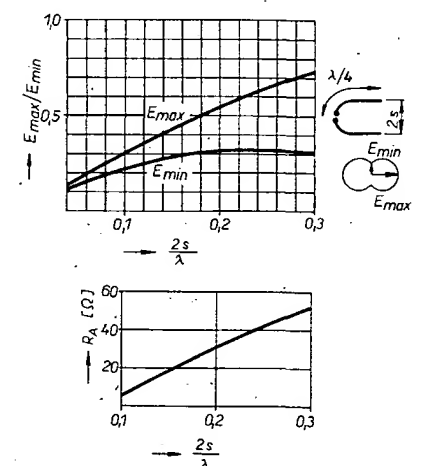 1,0
0,5
E_max/E_min
E_max
E_min
0,1
0,2
0,3
2s
λ
λ/4
2s
E_min
E_max
60
40
20
R_A [Ω]
0,1
0,2
0,3
2s
λ